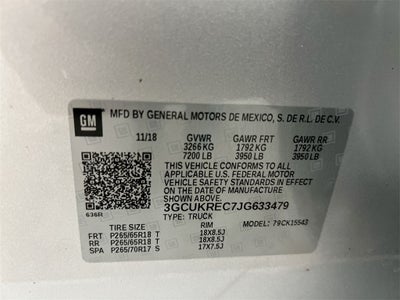 GM
MFD BY GENERAL MOTORS DE MEXICO, S. DE R.L. DE C.V.
11/18 GVWR GAWR FRT GAWR RR
3266 KG 1792 KG 1792 KG
7200 LB 3950 LB 3950 LB
THIS VEHICLE CONFORMS TO ALL
APPLICABLE U.S. FEDERAL MOTOR
VEHICLE SAFETY STANDARDS IN EFFECT
ON THE DATE OF MANUFACTURE
SHOWN ABOVE.
3GCUKREC7JG633479
TYPE: TRUCK MODEL: 79CK15543
636R
TIRE SIZE RIM
FRT P265/65R18 T 18X8.5J
RR P265/65R18 T 18X8.5J
SPA P265/70R17 S 17X7.5J